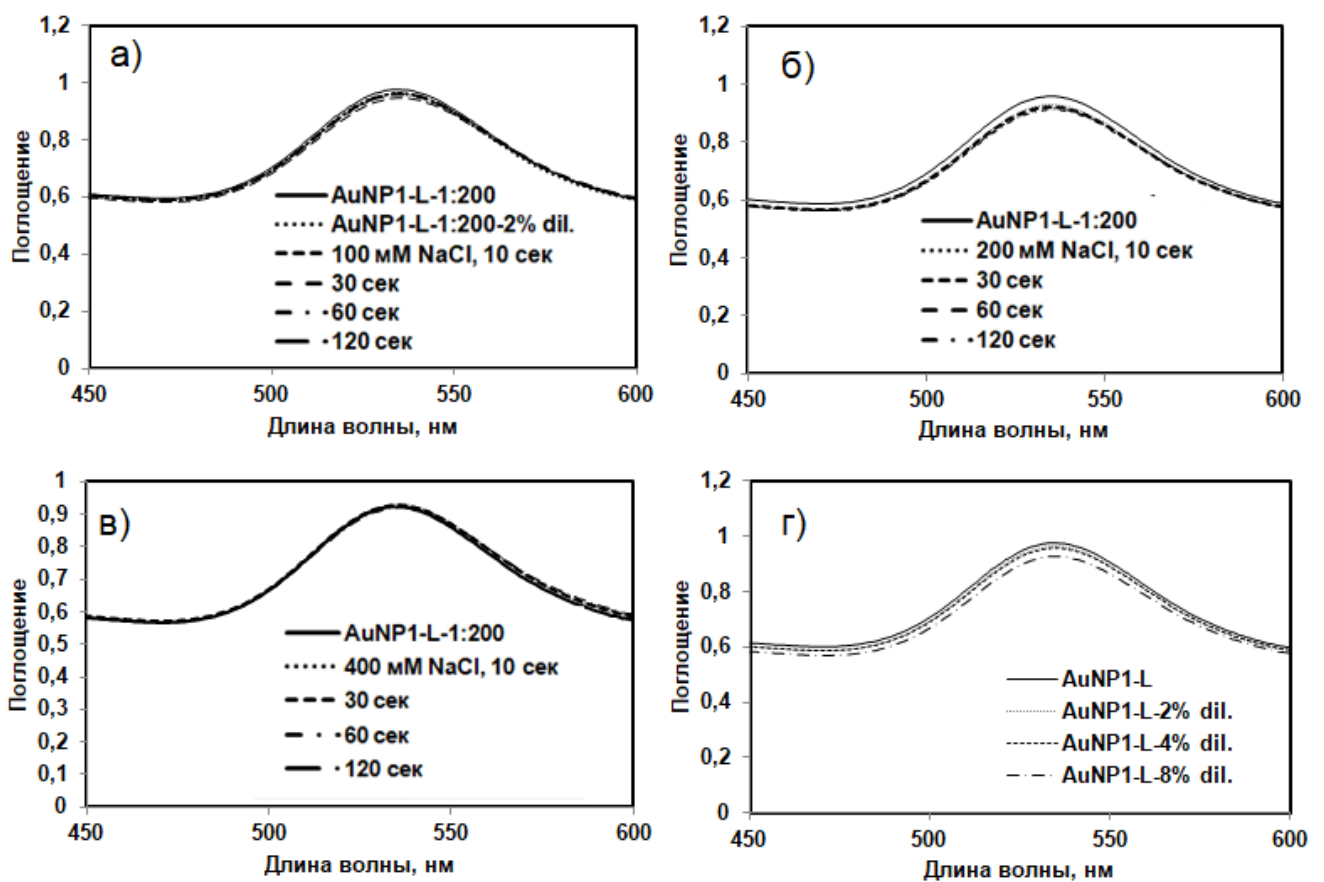 а)
Поглощение
1,2
1
0,8
0,6
0,4
0,2
0
AuNP1-L-1:200
AuNP1-L-1:200-2% dil.
100 мМ NaCl, 10 сек
30 сек
60 сек
120 сек
450 500 550 600
Длина волны, нм
б)
Поглощение
1,2
1
0,8
0,6
0,4
0,2
0
AuNP1-L-1:200
200 мМ NaCl, 10 сек
30 сек
60 сек
120 сек
450 500 550 600
Длина волны, нм
в)
Поглощение
1
0,9
0,8
0,7
0,6
0,5
0,4
0,3
0,2
0,1
0
AuNP1-L-1:200
400 мМ NaCl, 10 сек
30 сек
60 сек
120 сек
450 500 550 600
Длина волны, нм
г)
Поглощение
1,2
1
0,8
0,6
0,4
0,2
0
AuNP1-L
AuNP1-L-2% dil.
AuNP1-L-4% dil.
AuNP1-L-8% dil.
450 500 550 600
Длина волны, нм